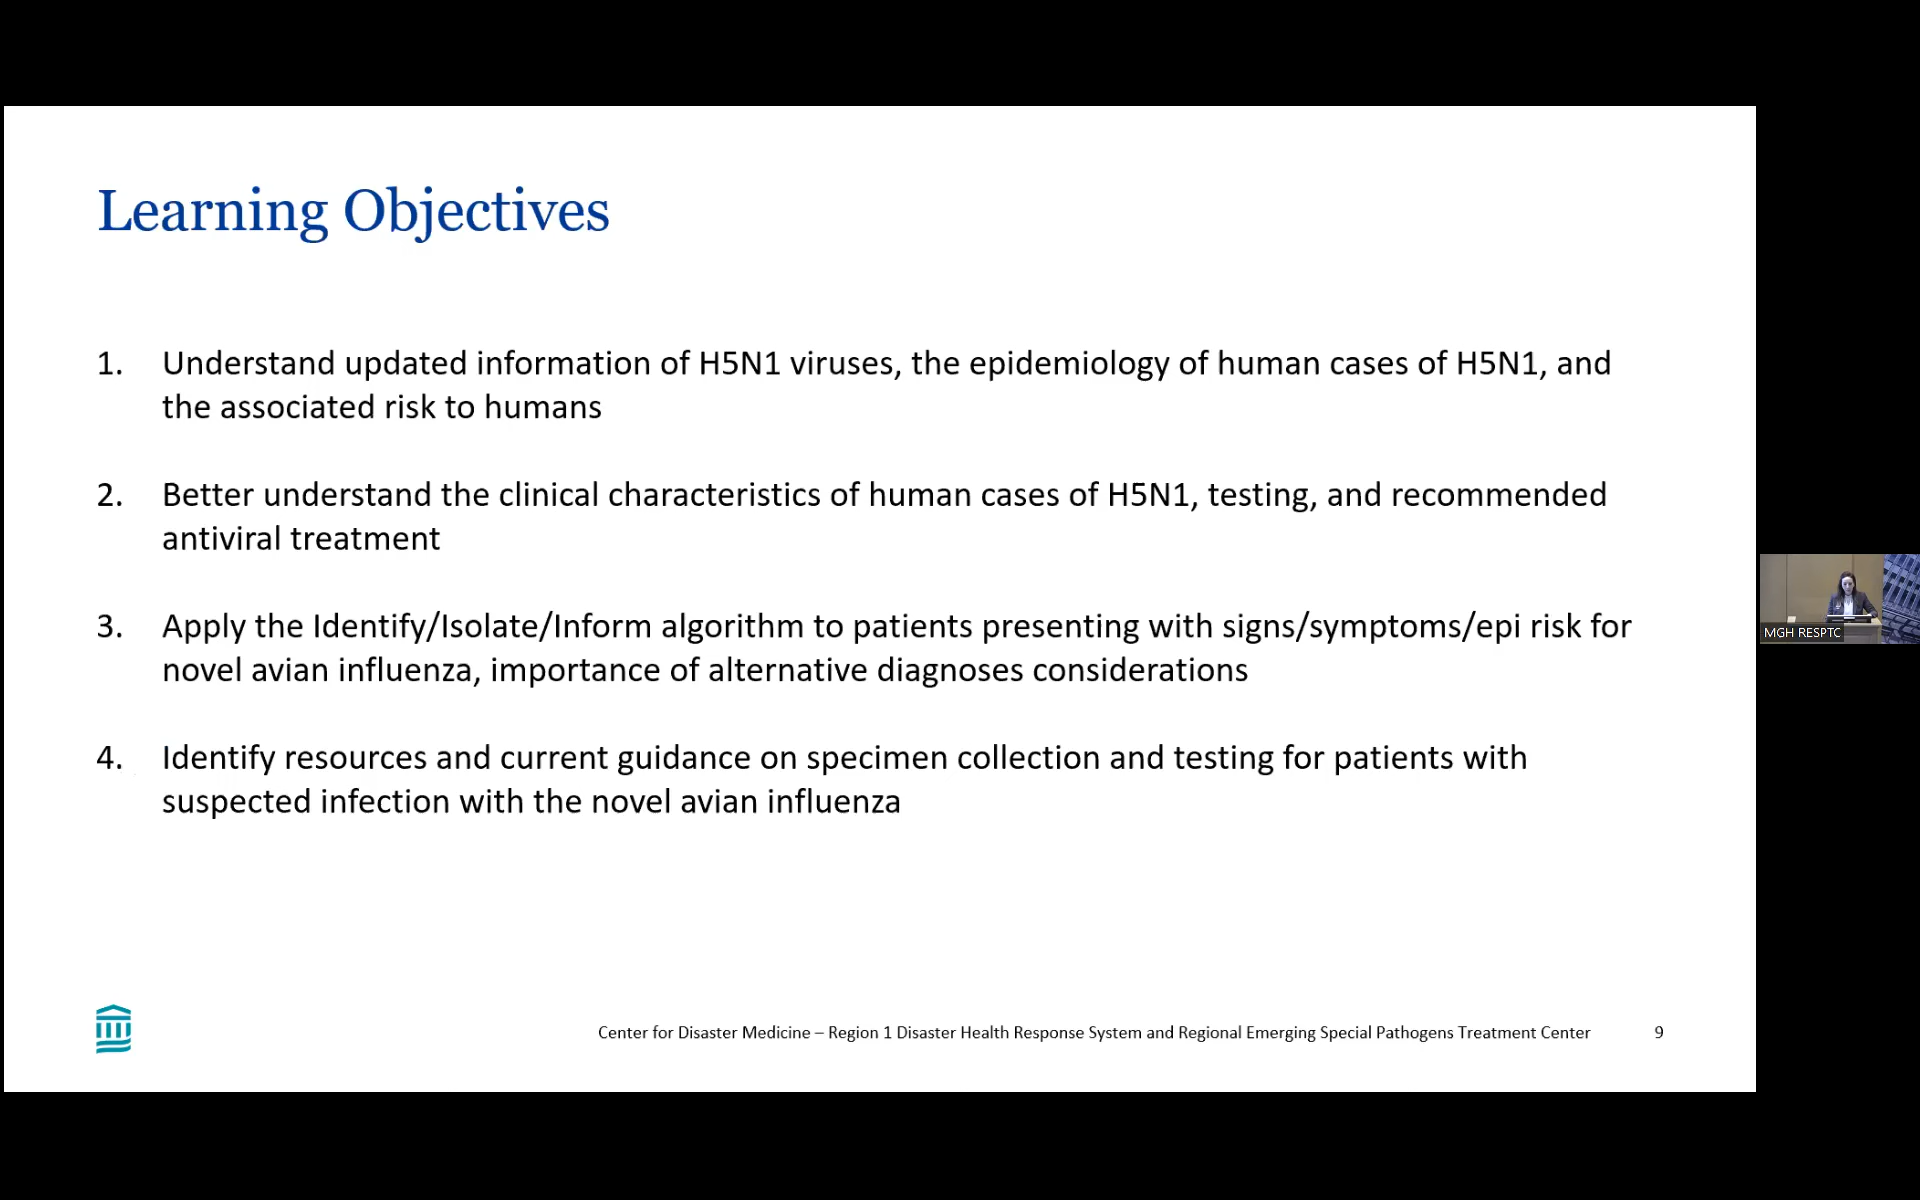 Learning Objectives
1. Understand updated information of H5N1 viruses, the epidemiology of human cases of H5N1, and
the associated risk to humans
2. Better understand the clinical characteristics of human cases of H5N1, testing, and recommended
antiviral treatment
3. Apply the Identify/Isolate/Inform algorithm to patients presenting with signs/symptoms/epi risk for
novel avian influenza, importance of alternative diagnoses considerations
MGH RESPTC
4. Identify resources and current guidance on specimen collection and testing for patients with
suspected infection with the novel avian influenza
Center for Disaster Medicine – Region 1 Disaster Health Response System and Regional Emerging Special Pathogens Treatment Center 9